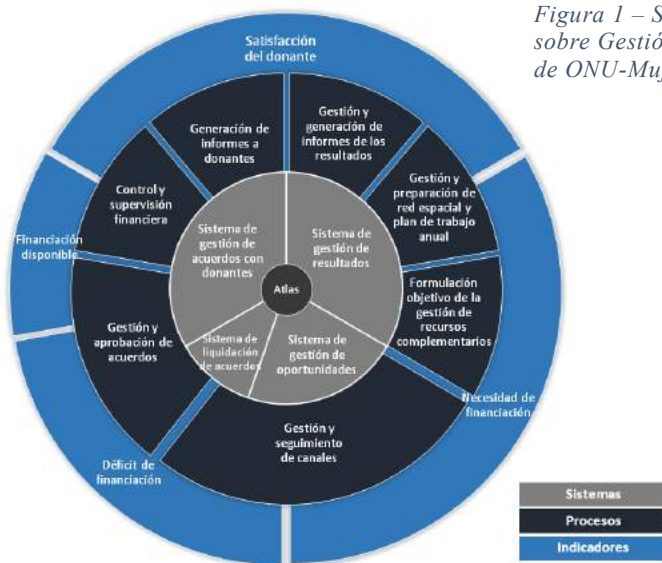 Figura 1 –
sobre Gestió
de ONU-Muj
Satisfacción
del donante
Generación de
informes a
donantes
Gestión y
generación de
informes de los
resultados
Control y
supervisión
financiera
Gestión y
preparación de
red espacial y
plan de trabajo
anual
Sistema de
gestión de
acuerdos con
donantes
Sistema de
gestión de
resultados
Financiación
disponible
Atlas
Formulación
objetivo de la
gestión de
recursos
complementarios
Gestión y
aprobación de
acuerdos
Sistema de
liquidación
de acuerdos
Sistema de
gestión de
oportunidades
Necesidad de
financiación
Gestión y
seguimiento
de canales
Déficit de
financiación
Sistemas
Procesos
Indicadores